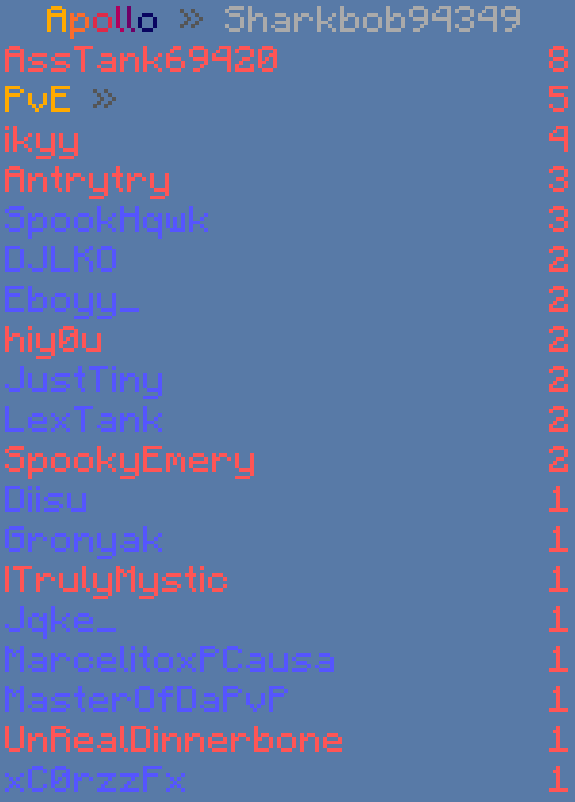 Apollo » Sharkbob94349
AssTank69420 8
PvE » 5
ikyy 4
Antrytry 3
SpookHqwk 3
DJLKO 2
Eboyy_ 2
hiy0u 2
JustTiny 2
LexTank 2
SpookyEmery 2
Diisu 1
Gronyak 1
ITrulyMystic 1
Jqke_ 1
MarcelitoxPCausa 1
MasterOfDaPvP 1
UnRealDinnerbone 1
xC0rzzFx 1